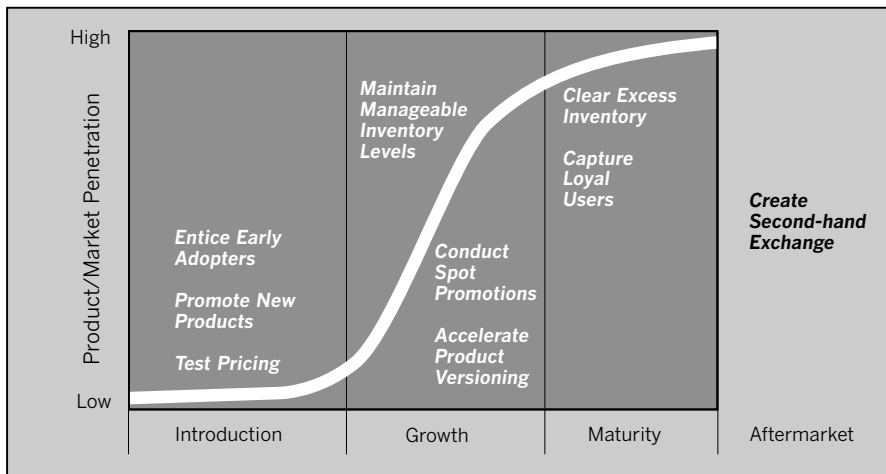 High
Product/Market Penetration
Low
Entice Early
Adopters
Promote New
Products
Test Pricing
Maintain
Manageable
Inventory
Levels
Conduct
Spot
Promotions
Accelerate
Product
Versioning
Clear Excess
Inventory
Capture
Loyal
Users
Create
Second-hand
Exchange
Introduction
Growth
Maturity
Aftermarket